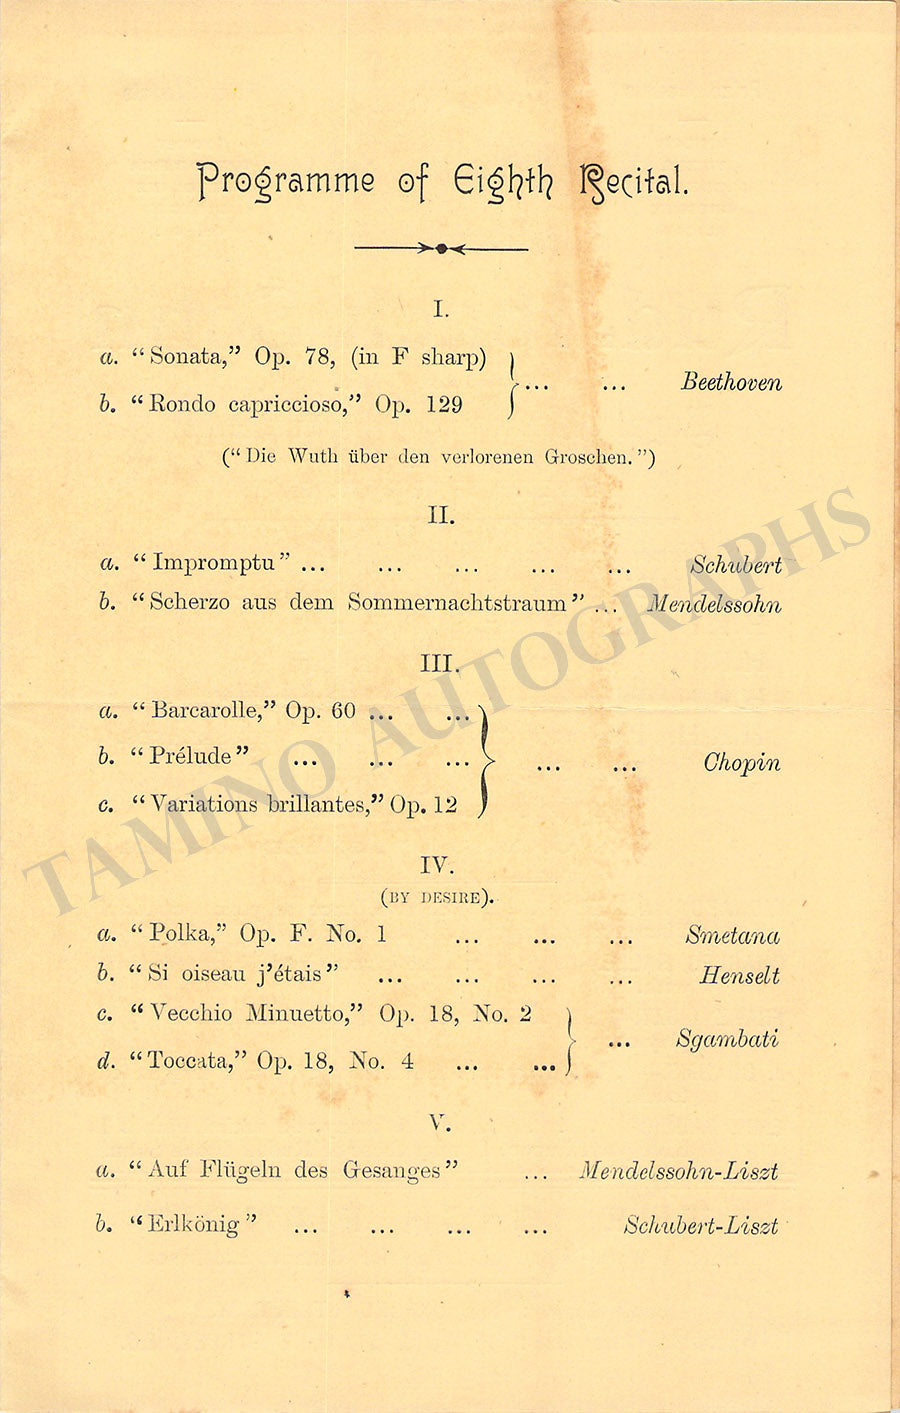 Programme of Eighth Recital.
I.
a. “Sonata,” Op. 78, (in F sharp)
... ... Beethoven
b. “Rondo capriccioso,” Op. 129
(“Die Wuth über den verlorenen Groschen.”)
II.
a. “Impromptu” ... ... ... ... ... Schubert
b. “Scherzo aus dem Sommernachtstraum” ... Mendelssohn
III.
a. “Barcarolle,” Op. 60 ... ...
b. “Prélude” ... ... ... ... ... Chopin
c. “Variations brillantes,” Op. 12
IV.
(BY DESIRE).
a. “Polka,” Op. F. No. 1 ... ... ... Smetana
b. “Si oiseau j’étais” ... ... ... ... Henselt
c. “Vecchio Minuetto,” Op. 18, No. 2
... Sgambati
d. “Toccata,” Op. 18, No. 4 ... ...
V.
a. “Auf Flügeln des Gesanges” ... Mendelssohn-Liszt
b. “Erlkönig” ... ... ... ... Schubert-Liszt
TAMINO AUTOGRAPHS